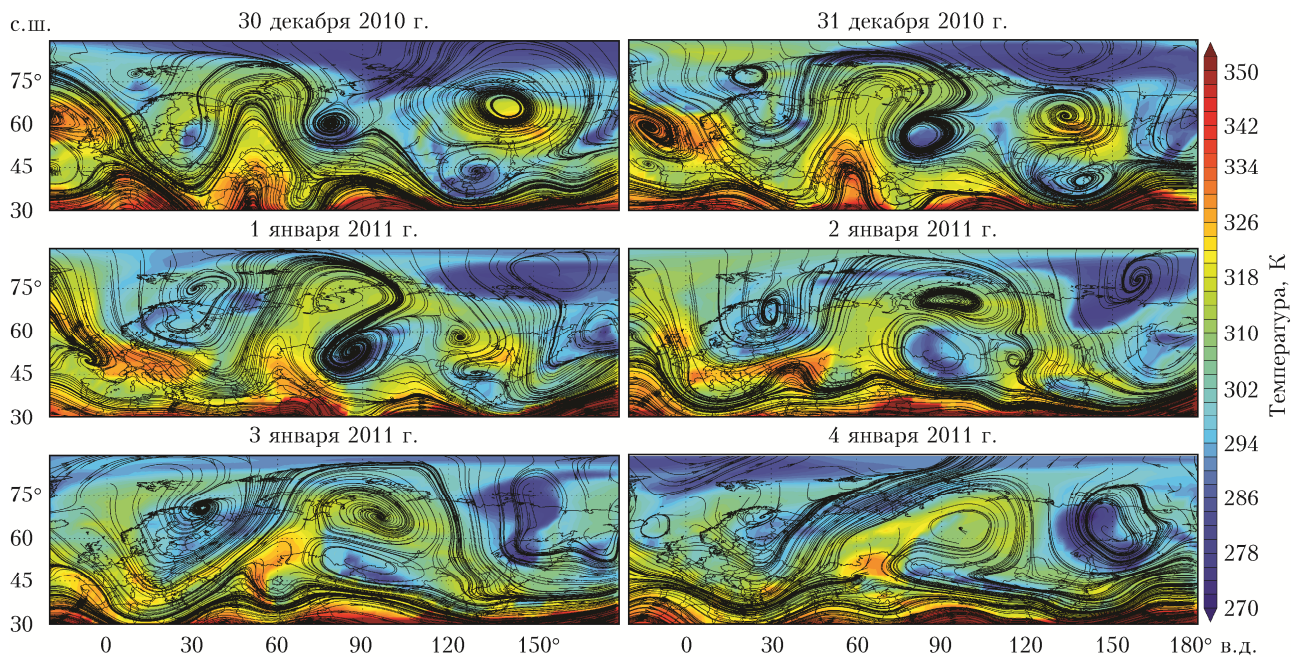 с.ш.
30 декабря 2010 г.
31 декабря 2010 г.
75°
60
45
30
1 января 2011 г.
2 января 2011 г.
75°
60
45
30
3 января 2011 г.
4 января 2011 г.
75°
60
45
30
0 30 60 90 120 150°
0 30 60 90 120 150 180° в.д.
350
342
334
326
318
310
302
294
286
278
270
Температура, К